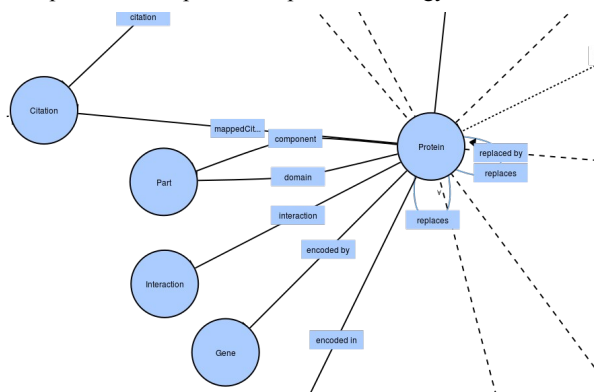 citation
Citation
mappedCit...
component
Protein
replaced by
replaces
Part
domain
replaces
interaction
encoded by
Interaction
encoded in
Gene